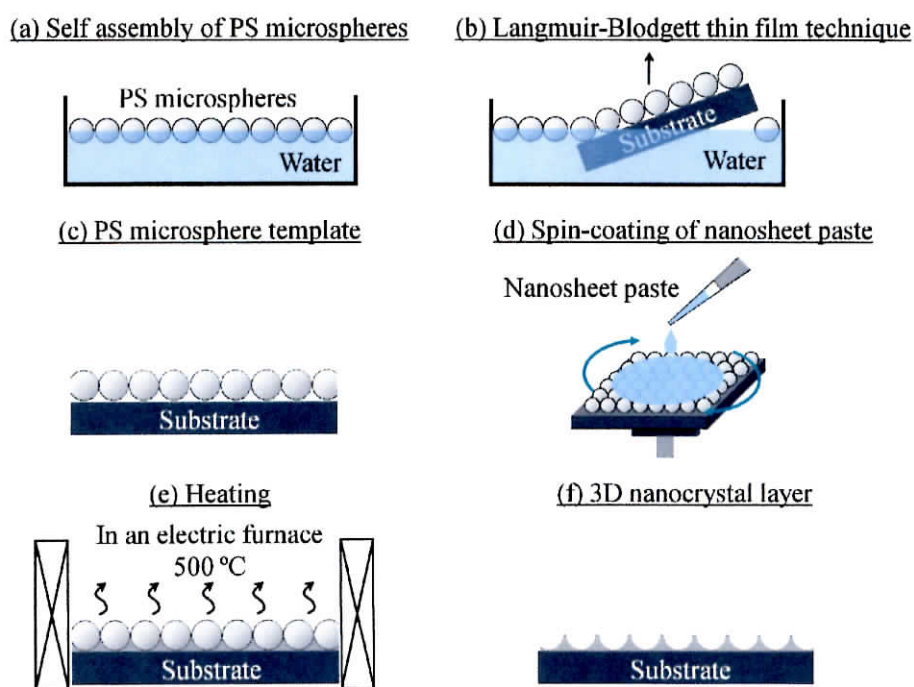 (a) Self assembly of PS microspheres
PS microspheres
Water
(b) Langmuir-Blodgett thin film technique
Substrate
Water
(c) PS microsphere template
Substrate
(d) Spin-coating of nanosheet paste
Nanosheet paste
(e) Heating
In an electric furnace
500 ºC
Substrate
(f) 3D nanocrystal layer
Substrate